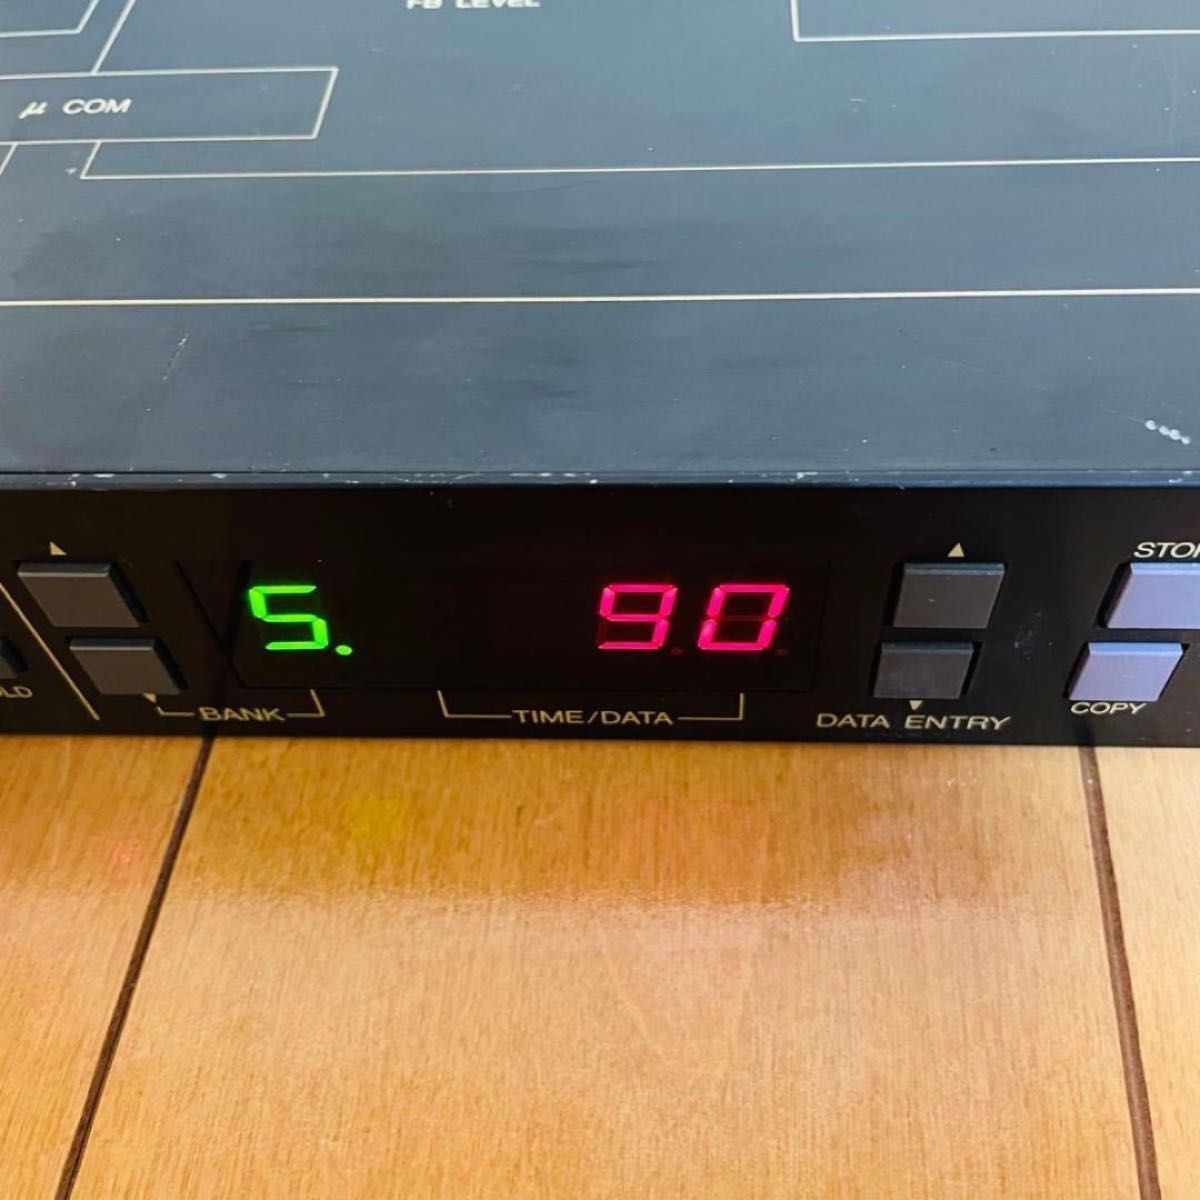 FB LEVEL
μ COM
5. 90
BANK
TIME/DATA
DATA ENTRY
COPY